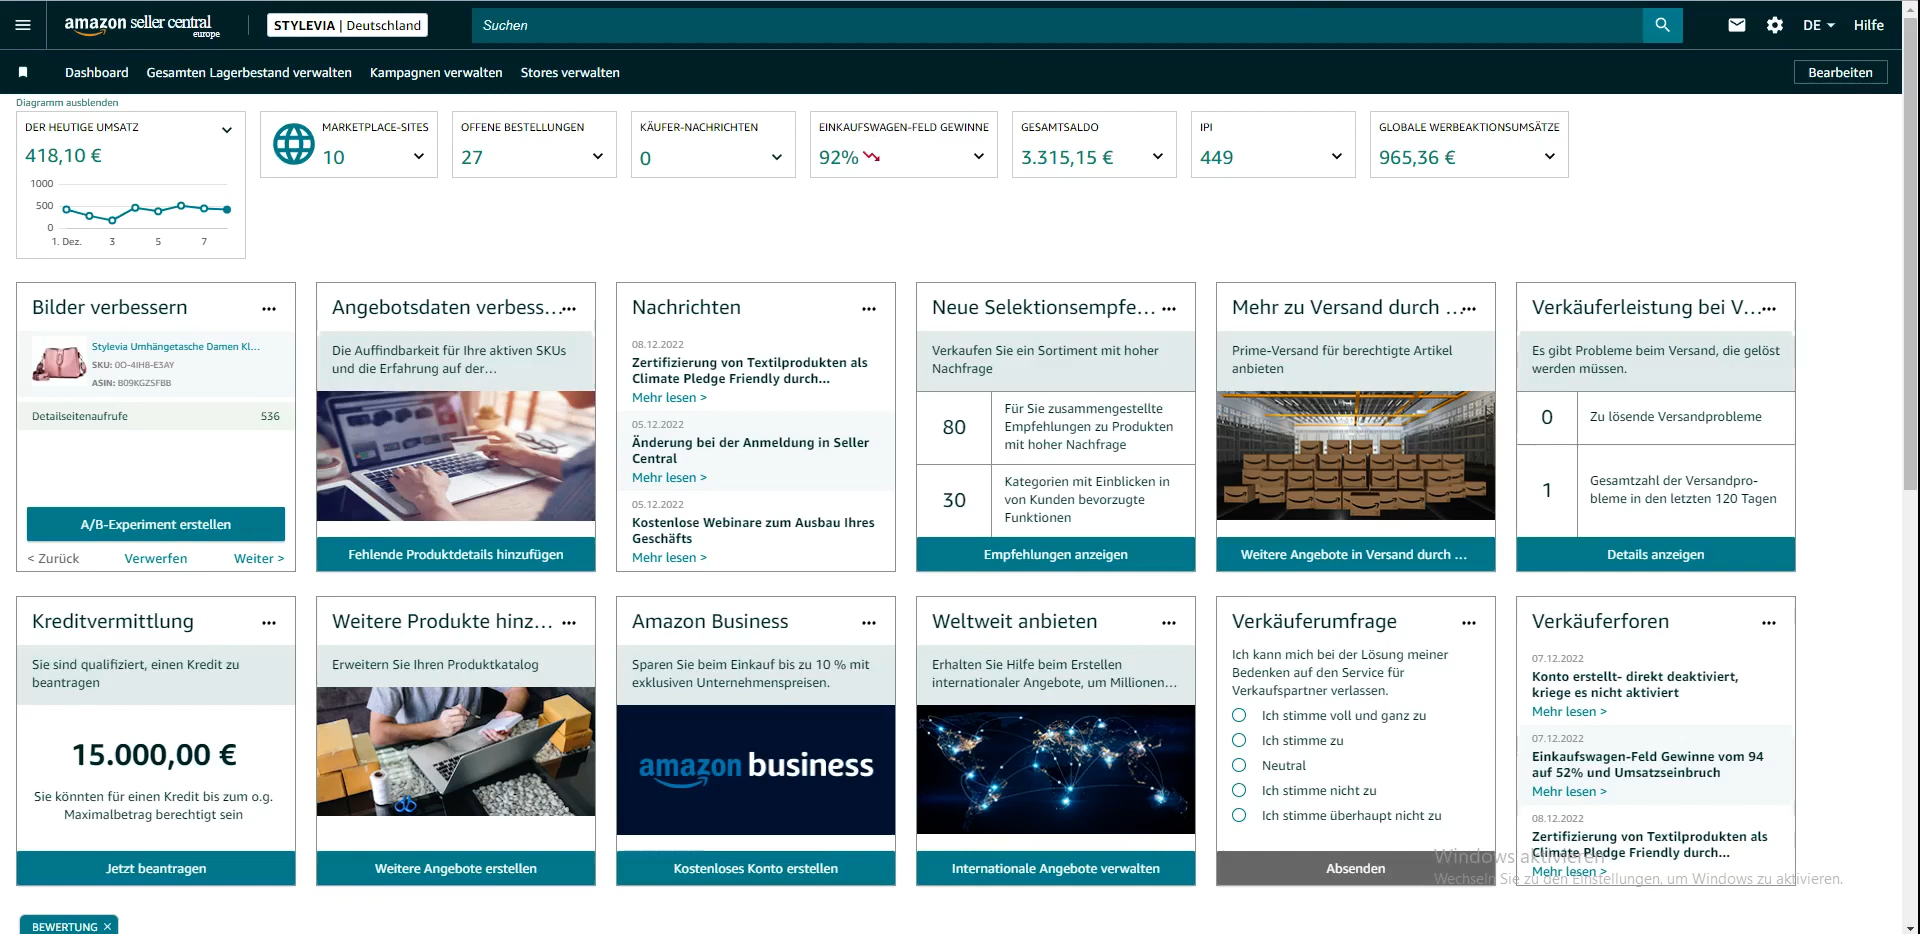 amazon seller central
europe
STYLEVIA | Deutschland
Suchen
DE
Hilfe
Dashboard
Gesamten Lagerbestand verwalten
Kampagnen verwalten
Stores verwalten
Bearbeiten
Diagramm ausblenden
DER HEUTIGE UMSATZ
418,10 €
1000
500
0
1. Dez.
3
5
7
MARKETPLACE-SITES
10
OFFENE BESTELLUNGEN
27
KÄUFER-NACHRICHTEN
0
EINKAUFSWAGEN-FELD GEWINNE
92%
GESAMTSALDO
3.315,15 €
IPI
449
GLOBALE WERBEAKTIONSUMSÄTZE
965,36 €
Bilder verbessern
Stylevia Umhängetasche Damen Kl...
SKU: 0O-4IH8-E3AY
ASIN: B09KGZSFBB
Detailseitenaufrufe 536
A/B-Experiment erstellen
< Zurück
Verwerfen
Weiter >
Angebotsdaten verbess...
Die Auffindbarkeit für Ihre aktiven SKUs
und die Erfahrung auf der...
Fehlende Produktdetails hinzufügen
Nachrichten
08.12.2022
Zertifizierung von Textilprodukten als
Climate Pledge Friendly durch...
Mehr lesen >
05.12.2022
Änderung bei der Anmeldung in Seller
Central
Mehr lesen >
05.12.2022
Kostenlose Webinare zum Ausbau Ihres
Geschäfts
Mehr lesen >
Neue Selektionsempfe...
Verkaufen Sie ein Sortiment mit hoher
Nachfrage
80
Für Sie zusammengestellte
Empfehlungen zu Produkten
mit hoher Nachfrage
30
Kategorien mit Einblicken in
von Kunden bevorzugte
Funktionen
Empfehlungen anzeigen
Mehr zu Versand durch ...
Prime-Versand für berechtigte Artikel
anbieten
Weitere Angebote in Versand durch ...
Verkäuferleistung bei V...
Es gibt Probleme beim Versand, die gelöst
werden müssen.
0
Zu lösende Versandprobleme
1
Gesamtzahl der Versandpro-
bleme in den letzten 120 Tagen
Details anzeigen
Kreditvermittlung
Sie sind qualifiziert, einen Kredit zu
beantragen
15.000,00 €
Sie könnten für einen Kredit bis zum o.g.
Maximalbetrag berechtigt sein
Jetzt beantragen
Weitere Produkte hinz...
Erweitern Sie Ihren Produktkatalog
Weitere Angebote erstellen
Amazon Business
Sparen Sie beim Einkauf bis zu 10 % mit
exklusiven Unternehmenspreisen.
amazon business
Kostenloses Konto erstellen
Weltweit anbieten
Erhalten Sie Hilfe beim Erstellen
internationaler Angebote, um Millionen...
Internationale Angebote verwalten
Verkäuferumfrage
Ich kann mich bei der Lösung meiner
Bedenken auf den Service für
Verkaufspartner verlassen.
Ich stimme voll und ganz zu
Ich stimme zu
Neutral
Ich stimme nicht zu
Ich stimme überhaupt nicht zu
Absenden
Verkäuferforen
07.12.2022
Konto erstellt- direkt deaktiviert,
kriege es nicht aktiviert
Mehr lesen >
07.12.2022
Einkaufswagen-Feld Gewinne vom 94
auf 52% und Umsatzseinbruch
Mehr lesen >
08.12.2022
Zertifizierung von Textilprodukten als
Climate Pledge Friendly durch...
Mehr lesen >
Windows aktivieren
Wechseln Sie zu den Einstellungen, um Windows zu aktivieren.
BEWERTUNG ×